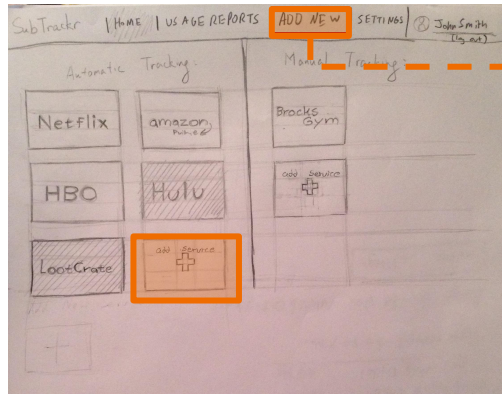 SubTrackr | HOME | USAGE REPORTS ADD NEW SETTINGS John Smith
(log out)
Automatic Tracking:
Manual Tracking:
Netflix
amazon
Brocks
Gym
HBO
Hulu
add service
LootCrate
add service